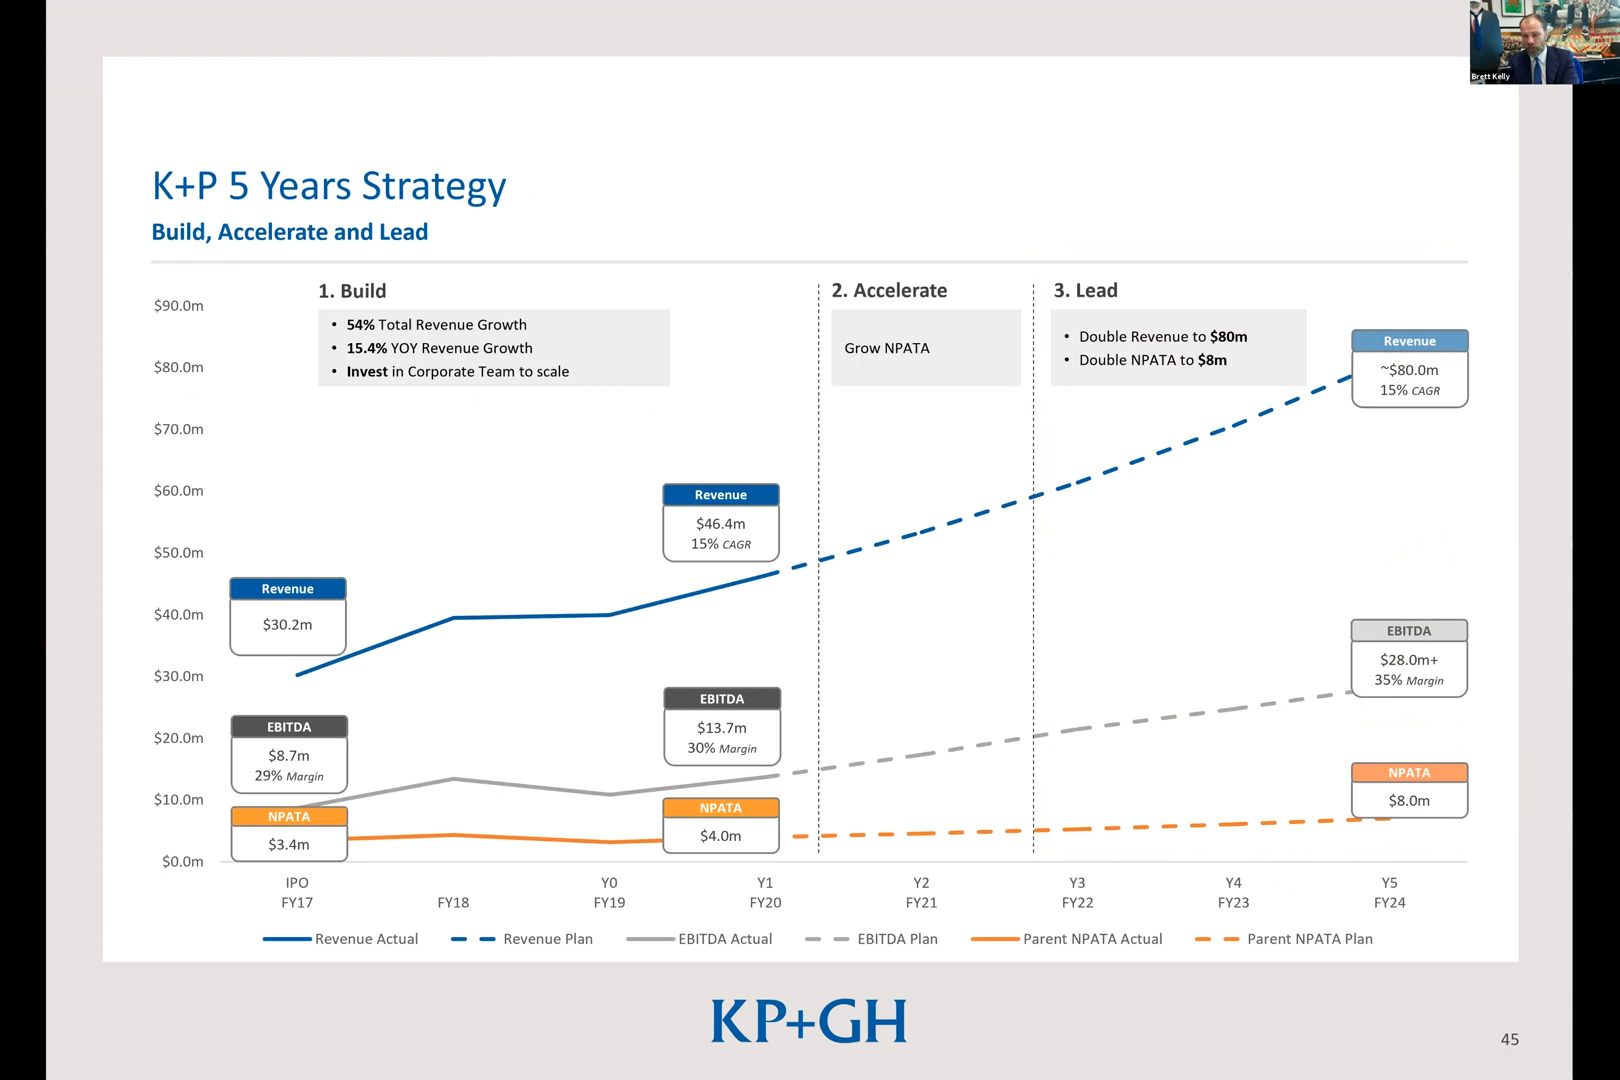 Brett Kelly
K+P 5 Years Strategy
Build, Accelerate and Lead
1. Build
• 54% Total Revenue Growth
• 15.4% YOY Revenue Growth
• Invest in Corporate Team to scale
2. Accelerate
Grow NPATA
3. Lead
• Double Revenue to $80m
• Double NPATA to $8m
$90.0m
$80.0m
$70.0m
$60.0m
$50.0m
$40.0m
$30.0m
$20.0m
$10.0m
$0.0m
Revenue
$30.2m
EBITDA
$8.7m
29% Margin
NPATA
$3.4m
Revenue
$46.4m
15% CAGR
EBITDA
$13.7m
30% Margin
NPATA
$4.0m
Revenue
~$80.0m
15% CAGR
EBITDA
$28.0m+
35% Margin
NPATA
$8.0m
IPO Y0 Y1 Y2 Y3 Y4 Y5
FY17 FY18 FY19 FY20 FY21 FY22 FY23 FY24
Revenue Actual Revenue Plan EBITDA Actual EBITDA Plan Parent NPATA Actual Parent NPATA Plan
KP+GH
45